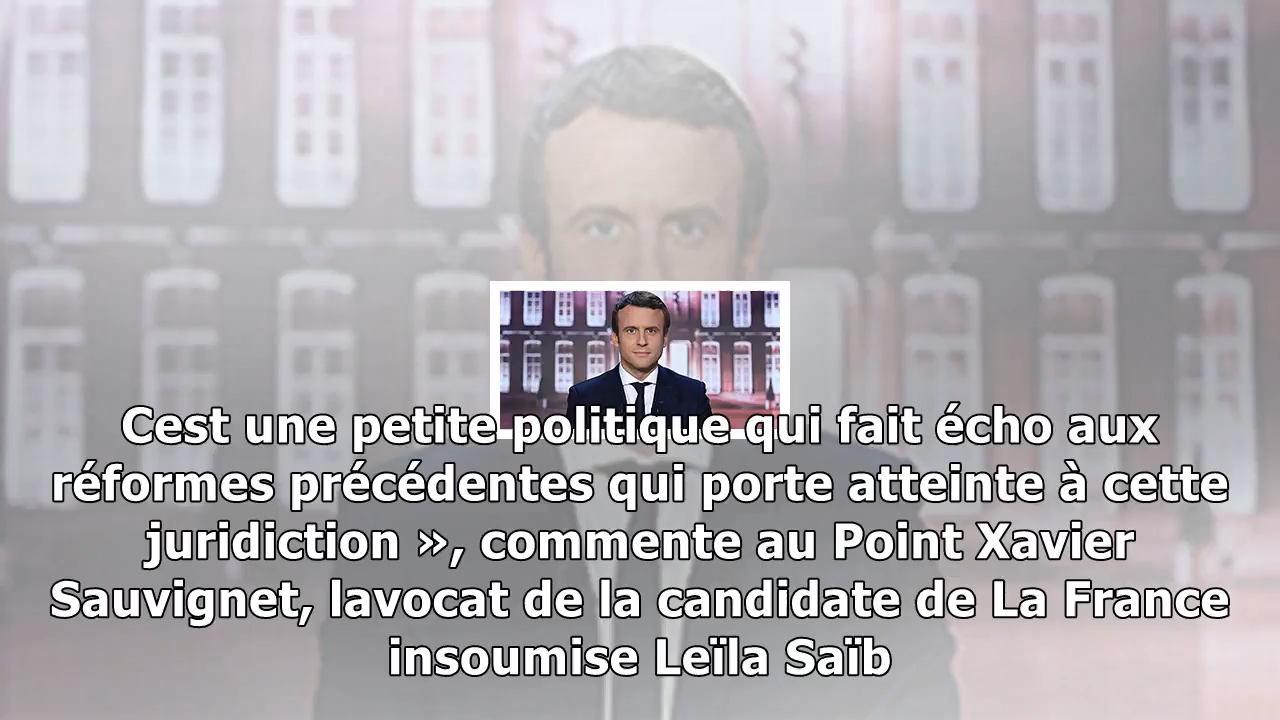 Cest une petite politique qui fait écho aux
réformes précédentes qui porte atteinte à cette
juridiction », commente au Point Xavier
Sauvignet, lavocat de la candidate de La France
insoumise Leïla Saïb